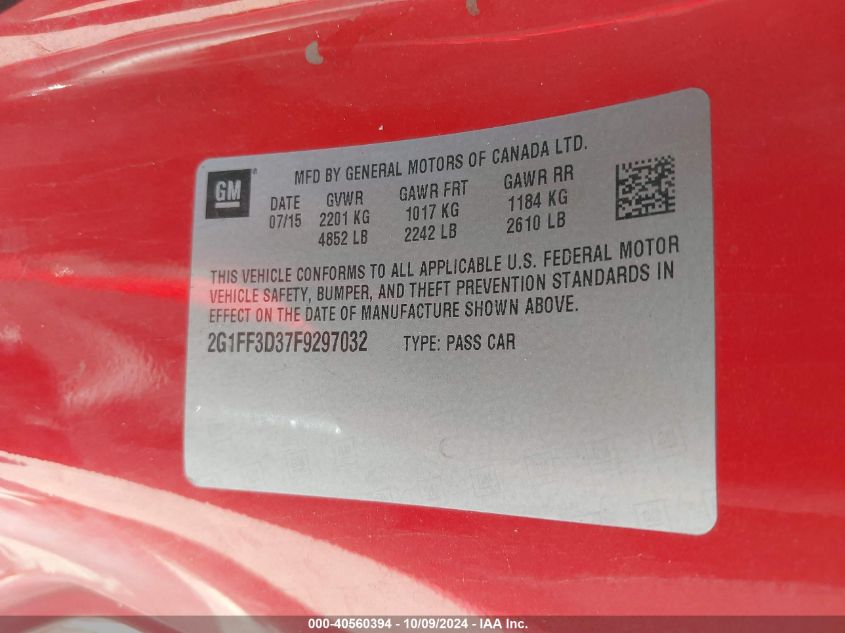 GM
MFD BY GENERAL MOTORS OF CANADA LTD.
DATE GVWR GAWR FRT GAWR RR
07/15 2201 KG 1017 KG 1184 KG
4852 LB 2242 LB 2610 LB
THIS VEHICLE CONFORMS TO ALL APPLICABLE U.S. FEDERAL MOTOR
VEHICLE SAFETY, BUMPER, AND THEFT PREVENTION STANDARDS IN
EFFECT ON THE DATE OF MANUFACTURE SHOWN ABOVE.
2G1FF3D37F9297032 TYPE: PASS CAR
000-40560394 - 10/09/2024 - IAA Inc.